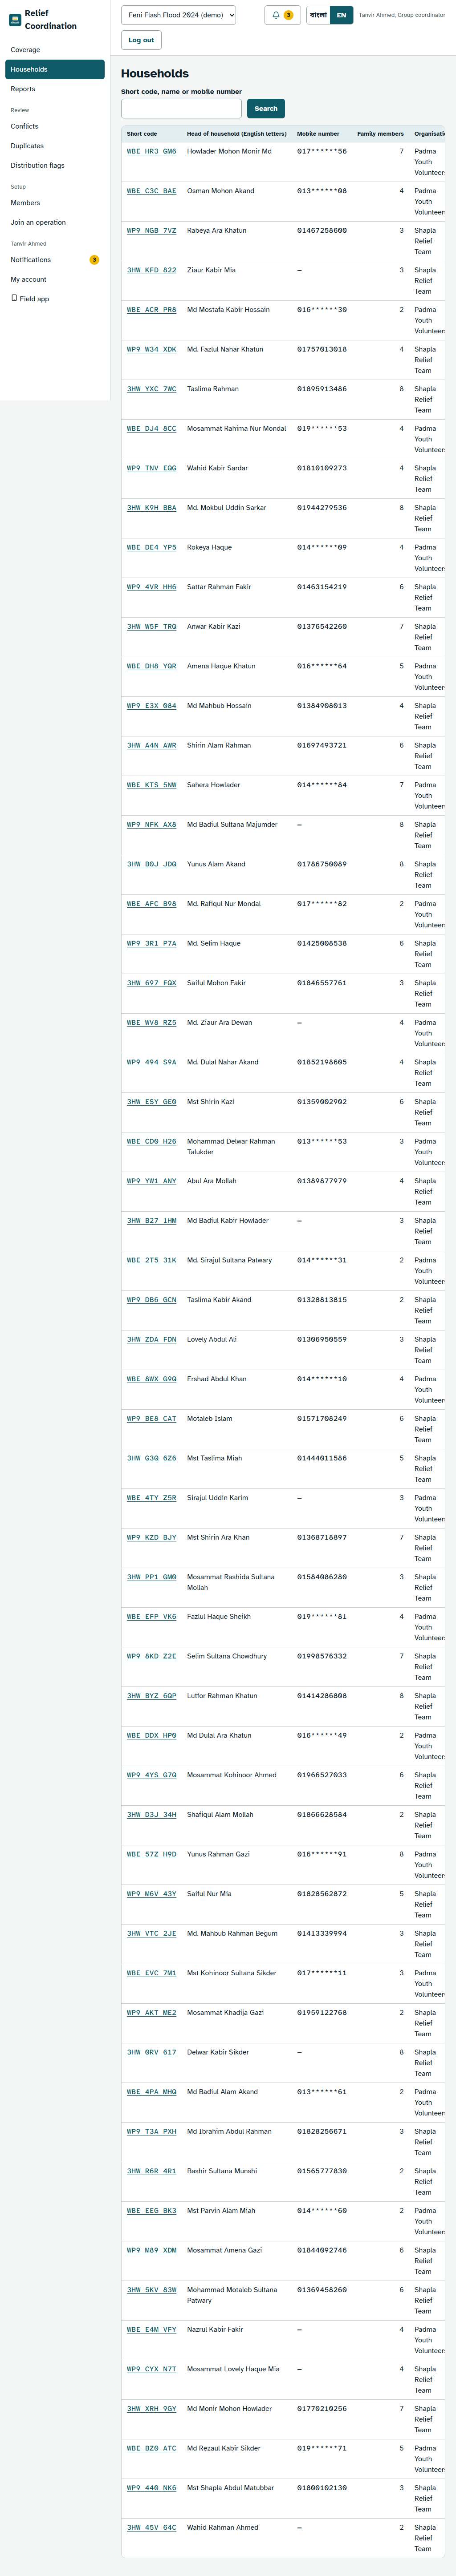 Relief
Coordination
Coverage
Households
Reports
Review
Conflicts
Duplicates
Distribution flags
Setup
Members
Join an operation
Tanvir Ahmed
Notifications 3
My account
Field app
Feni Flash Flood 2024 (demo)
3
বাংলা EN
Tanvir Ahmed, Group coordinator
Log out
Households
Short code, name or mobile number
Search
Short code Head of household (English letters) Mobile number Family members
WBE HR3 GM6 Howlader Mohon Monir Md 017******56 7 Padma
Youth
WBE C3C BAE Osman Mohon Akand 013******08 4 Padma
Youth
WP9 NGB 7VZ Rabeya Ara Khatun 01467258600 3 Shapla
Relief
Team
3HW KFD 822 Ziaur Kabir Mia — 3 Shapla
Relief
Team
WBE ACR PR8 Md Mostafa Kabir Hossain 016******30 2 Padma
Youth
WP9 W34 XDK Md. Fazlul Nahar Khatun 01757013018 4 Shapla
Relief
Team
3HW YXC 7WC Taslima Rahman 01895913486 8 Shapla
Relief
Team
WBE DJ4 8CC Mosammat Rahima Nur Mondal 019******53 4 Padma
Youth
WP9 TNV EQG Wahid Kabir Sardar 01810109273 4 Shapla
Relief
Team
3HW K9H BBA Md. Mokbul Uddin Sarkar 01944279536 8 Shapla
Relief
Team
WBE DE4 YP5 Rokeya Haque 014******09 4 Padma
Youth
WP9 4VR HH6 Sattar Rahman Fakir 01463154219 6 Shapla
Relief
Team
3HW W5F TRQ Anwar Kabir Kazi 01376542260 7 Shapla
Relief
Team
WBE DH8 YQR Amena Haque Khatun 016******64 5 Padma
Youth
WP9 E3X 084 Md Mahbub Hossain 01384908013 4 Shapla
Relief
Team
3HW A4N AWR Shirin Alam Rahman 01697493721 6 Shapla
Relief
Team
WBE KTS 5NW Sahera Howlader 014******84 7 Padma
Youth
WP9 NFK AX8 Md Badiul Sultana Majumder — 8 Shapla
Relief
Team
3HW B0J JDQ Yunus Alam Akand 01786750089 8 Shapla
Relief
Team
WBE AFC B98 Md. Rafiqul Nur Mondal 017******82 2 Padma
Youth
WP9 3R1 P7A Md. Selim Haque 01425008538 6 Shapla
Relief
Team
3HW 697 FQX Saiful Mohon Fakir 01846557761 3 Shapla
Relief
Team
WBE WV8 RZ5 Md. Ziaur Ara Dewan — 4 Padma
Youth
WP9 494 S9A Md. Dulal Nahar Akand 01852198605 4 Shapla
Relief
Team
3HW ESY GE0 Mst Shirin Kazi 01359002902 6 Shapla
Relief
Team
WBE CD0 H26 Mohammad Delwar Rahman 013******53 3 Padma
Talukder Youth
WP9 YW1 ANY Abul Ara Mollah 01389877979 4 Shapla
Relief
Team
3HW B27 1HM Md Badiul Kabir Howlader — 3 Shapla
Relief
Team
WBE 2T5 31K Md. Sirajul Sultana Patwary 014******31 2 Padma
Youth
WP9 DB6 GCN Taslima Kabir Akand 01328813815 2 Shapla
Relief
Team
3HW ZDA FDN Lovely Abdul Ali 01306950559 3 Shapla
Relief
Team
WBE 8WX G9Q Ershad Abdul Khan 014******10 4 Padma
Youth
WP9 BE8 CAT Motaleb Islam 01571708249 6 Shapla
Relief
Team
3HW G3Q 6Z6 Mst Taslima Miah 01444011586 5 Shapla
Relief
Team
WBE 4TY Z5R Sirajul Uddin Karim — 3 Padma
Youth
WP9 KZD BJY Mst Shirin Ara Khan 01368718897 7 Shapla
Relief
Team
3HW PP1 GM0 Mosammat Rashida Sultana 01584086280 3 Shapla
Mollah Relief
Team
WBE EFP VK6 Fazlul Haque Sheikh 019******81 4 Padma
Youth
WP9 8KD Z2E Selim Sultana Chowdhury 01998576332 7 Shapla
Relief
Team
3HW BYZ 6QP Lutfor Rahman Khatun 01414286808 8 Shapla
Relief
Team
WBE DDX HP0 Md Dulal Ara Khatun 016******49 2 Padma
Youth
WP9 4YS G7Q Mosammat Kohinoor Ahmed 01966527033 6 Shapla
Relief
Team
3HW D3J 34H Shafiqul Alam Mollah 01866628584 2 Shapla
Relief
Team
WBE 57Z H9D Yunus Rahman Gazi 016******91 8 Padma
Youth
WP9 M6V 43Y Saiful Nur Mia 01828562872 5 Shapla
Relief
Team
3HW VTC 2JE Md. Mahbub Rahman Begum 01413339994 3 Shapla
Relief
Team
WBE EVC 7M1 Mst Kohinoor Sultana Sikder 017******11 3 Padma
Youth
WP9 AKT ME2 Mosammat Khadija Gazi 01959122768 2 Shapla
Relief
Team
3HW 0RV 617 Delwar Kabir Sikder — 8 Shapla
Relief
Team
WBE 4PA MHQ Md Badiul Alam Akand 013******61 2 Padma
Youth
WP9 T3A PXH Md Ibrahim Abdul Rahman 01828256671 3 Shapla
Relief
Team
3HW R6R 4R1 Bashir Sultana Munshi 01565777830 2 Shapla
Relief
Team
WBE EEG BK3 Mst Parvin Alam Miah 014******60 2 Padma
Youth
WP9 M89 XDM Mosammat Amena Gazi 01844092746 6 Shapla
Relief
Team
3HW 5KV 83W Mohammad Motaleb Sultana 01369458260 6 Shapla
Patwary Relief
Team
WBE E4M VFY Nazrul Kabir Fakir — 4 Padma
Youth
WP9 CYX N7T Mosammat Lovely Haque Mia — 4 Shapla
Relief
Team
3HW XRH 9GY Md Monir Mohon Howlader 01770210256 7 Shapla
Relief
Team
WBE BZ0 ATC Md Rezaul Kabir Sikder 019******71 5 Padma
Youth
WP9 440 NK6 Mst Shapla Abdul Matubbar 01800102130 3 Shapla
Relief
Team
3HW 45V 64C Wahid Rahman Ahmed — 2 Shapla
Relief
Team